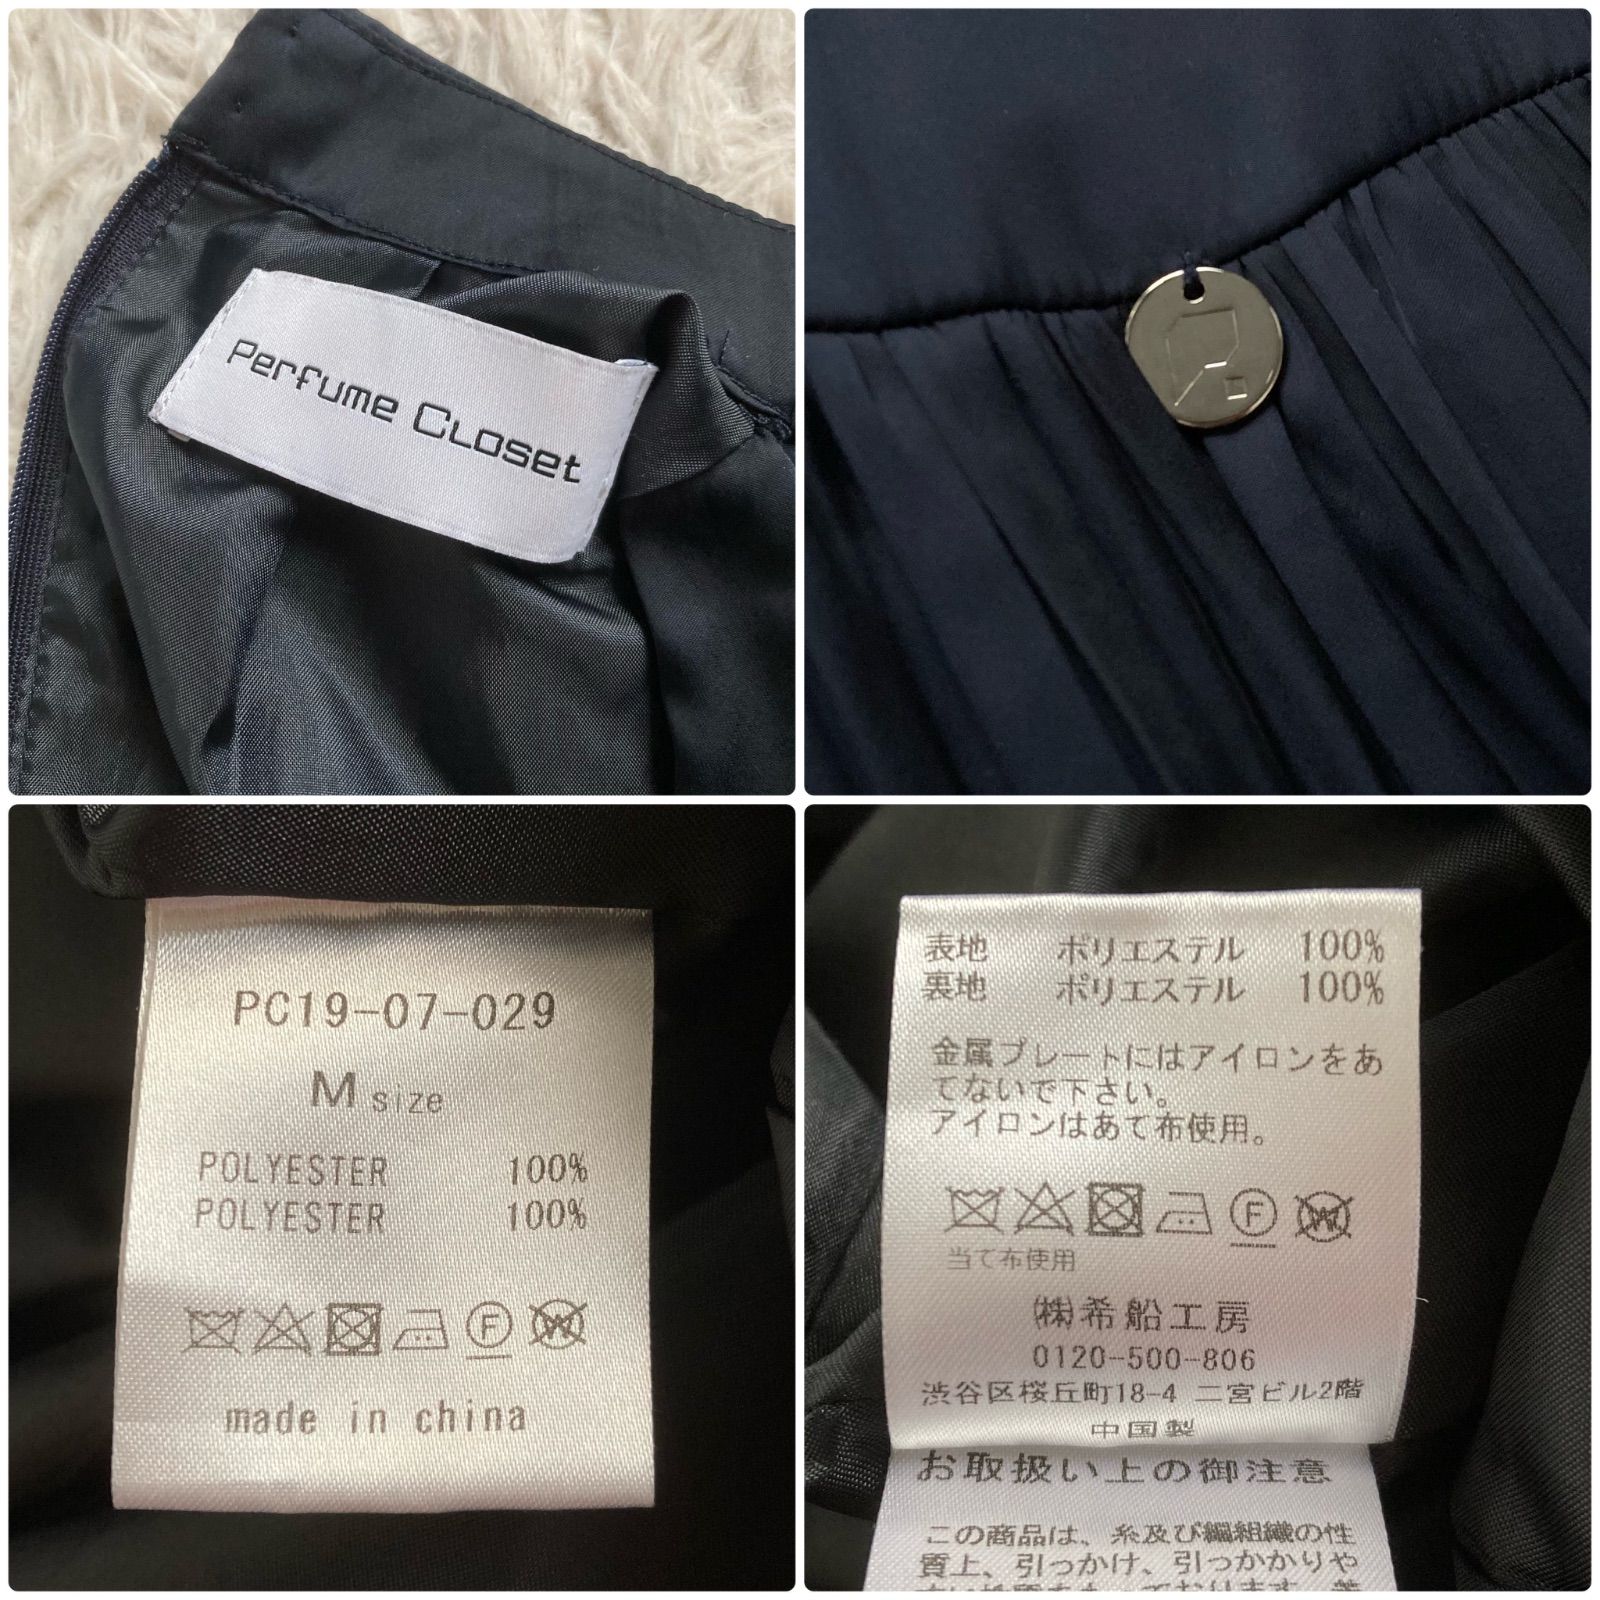 Perfume Closet
PC19-07-029
M size
POLYESTER 100%
POLYESTER 100%
F
W
made in china
表地 ポリエステル 100%
裏地 ポリエステル 100%
金属プレートにはアイロンをあ
てないで下さい。
アイロンはあて布使用。
F
W
当て布使用
㈱希船工房
0120-500-806
渋谷区桜丘町18-4 二宮ビル2階
中国製
お取扱い上の御注意
この商品は、糸及び編組織の性
質上、引っかけ、引っかかりや